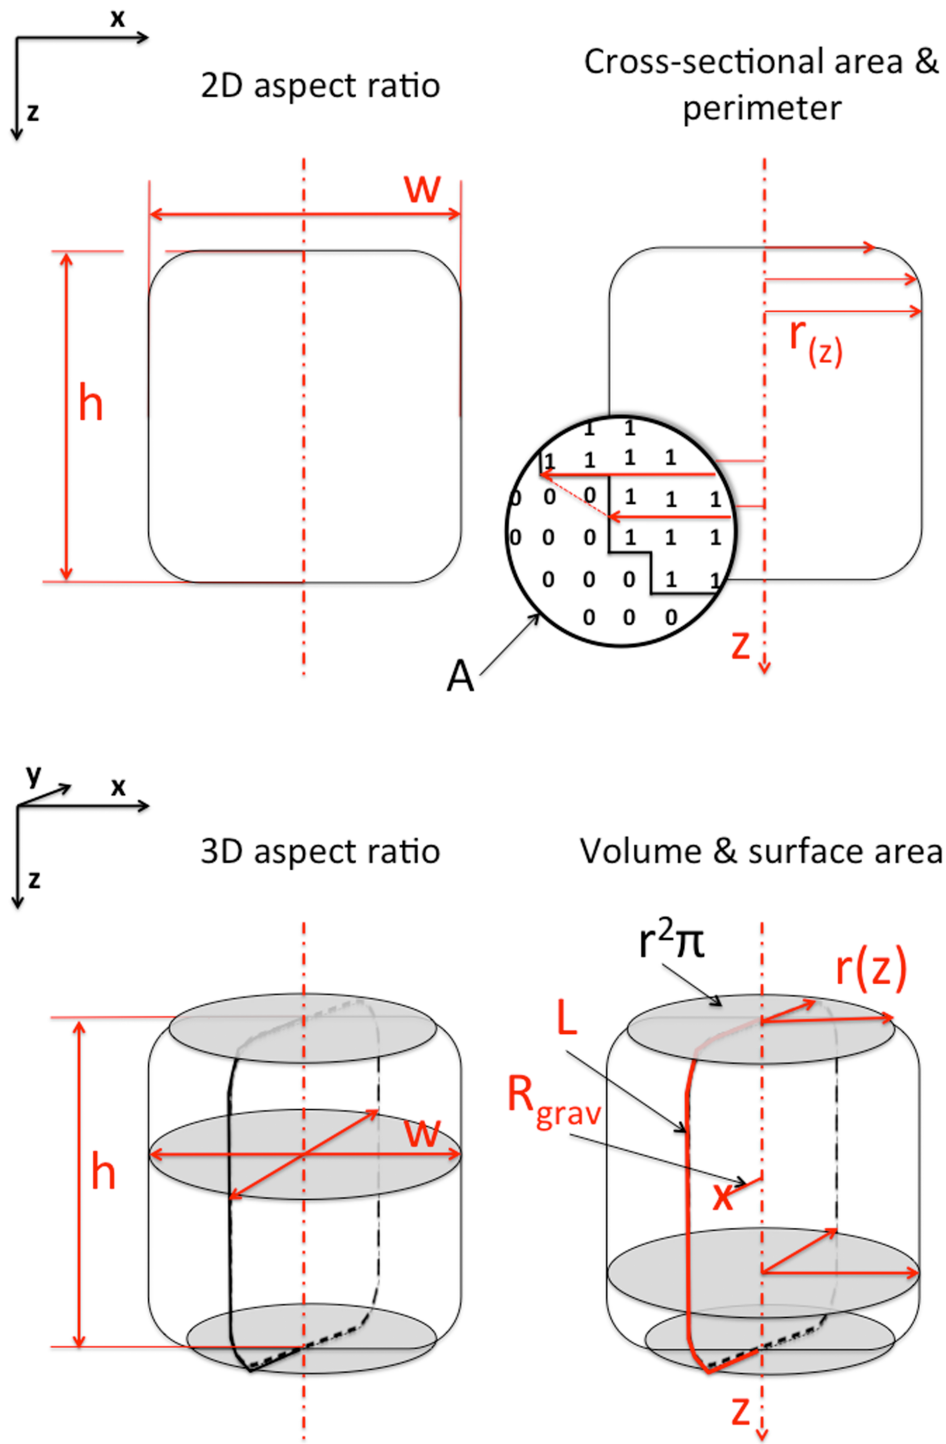 x
z
2D aspect ratio
Cross-sectional area &
perimeter
w
h
r(z)
1 1
1 1 1 1
0 0 0 1 1 1
0 0 0 1 1 1
0 0 0 1 1
0 0 0
A
z
y
x
z
3D aspect ratio
Volume & surface area
r²π
r(z)
L
Rgrav
w
h
x
z